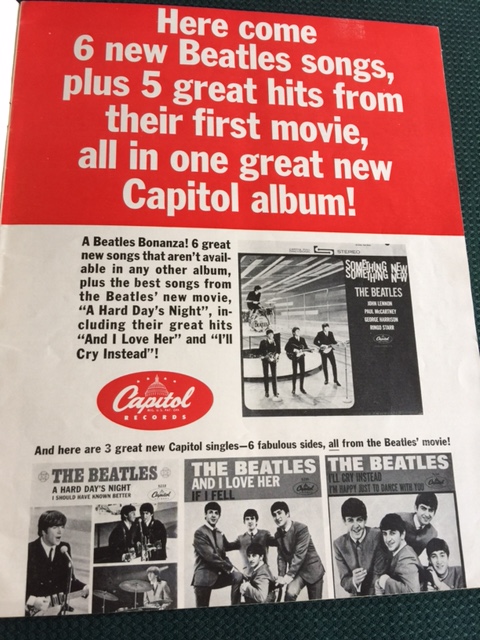 Here come
6 new Beatles songs,
plus 5 great hits from
their first movie,
all in one great new
Capitol album!
A Beatles Bonanza! 6 great
new songs that aren't avail-
able in any other album,
plus the best songs from
the Beatles' new movie,
"A Hard Day's Night", in-
cluding their great hits
"And I Love Her" and "I'll
Cry Instead"!
STEREO
SOMETHING NEW
SOMETHING NEW
THE BEATLES
JOHN LENNON
PAUL McCARTNEY
GEORGE HARRISON
RINGO STARR
Capitol
Capitol
RECORDS
And here are 3 great new Capitol singles—6 fabulous sides, all from the Beatles' movie!
THE BEATLES
A HARD DAY'S NIGHT
I SHOULD HAVE KNOWN BETTER
Capitol
THE BEATLES
AND I LOVE HER
IF I FELL
Capitol
THE BEATLES
I'LL CRY INSTEAD
I'M HAPPY JUST TO DANCE WITH YOU
Capitol